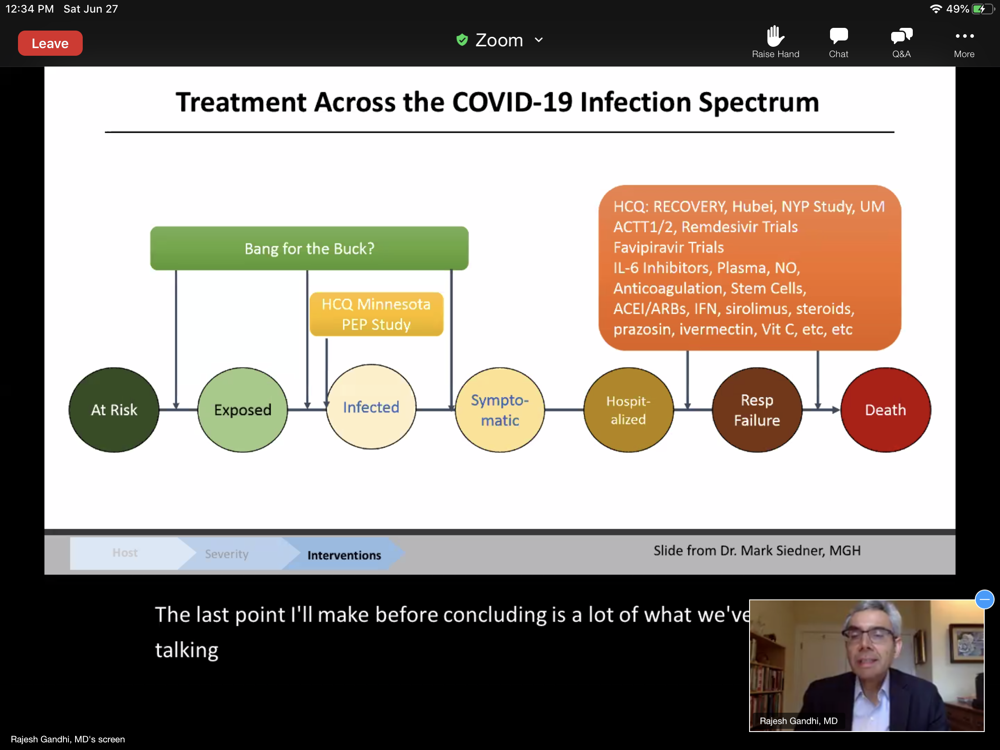 12:34 PM Sat Jun 27
49%
Leave
Zoom
Raise Hand
Chat
Q&A
More
Treatment Across the COVID-19 Infection Spectrum
Bang for the Buck?
HCQ Minnesota
PEP Study
HCQ: RECOVERY, Hubei, NYP Study, UM
ACTT1/2, Remdesivir Trials
Favipiravir Trials
IL-6 Inhibitors, Plasma, NO,
Anticoagulation, Stem Cells,
ACEI/ARBs, IFN, sirolimus, steroids,
prazosin, ivermectin, Vit C, etc, etc
At Risk
Exposed
Infected
Sympto-
matic
Hospit-
alized
Resp
Failure
Death
Host
Severity
Interventions
Slide from Dr. Mark Siedner, MGH
The last point I'll make before concluding is a lot of what we've
talking
Rajesh Gandhi, MD
Rajesh Gandhi, MD's screen